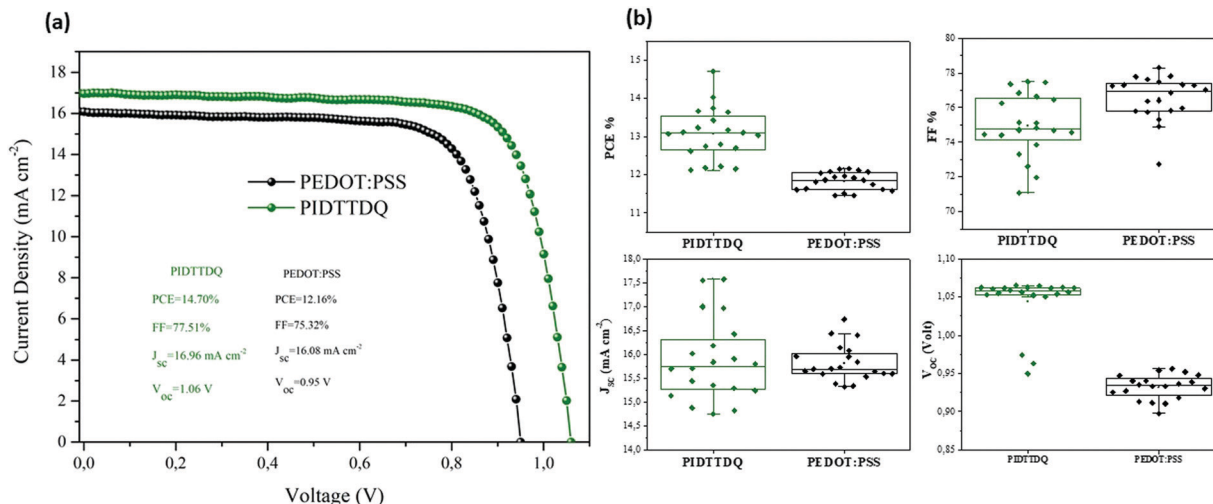 (a)
18
16
14
12
10
8
6
4
2
0
Current Density (mA cm⁻²)
PEDOT:PSS
PIDTTDQ
PIDTTDQ
PCE=14.70%
FF=77.51%
Jsc=16.96 mA cm⁻²
Voc=1.06 V
PEDOT:PSS
PCE=12.16%
FF=75.32%
Jsc=16.08 mA cm⁻²
Voc=0.95 V
0,0 0,2 0,4 0,6 0,8 1,0
Voltage (V)
(b)
15
14
13
12
11
PCE %
PIDTTDQ PEDOT:PSS
80
78
76
74
72
70
FF %
PIDTTDQ PEDOT:PSS
18,0
17,5
17,0
16,5
16,0
15,5
15,0
14,5
14,0
JSC (mA cm⁻²)
PIDTTDQ PEDOT:PSS
1,10
1,05
1,00
0,95
0,90
0,85
VOC (Volt)
PIDTTDQ PEDOT:PSS